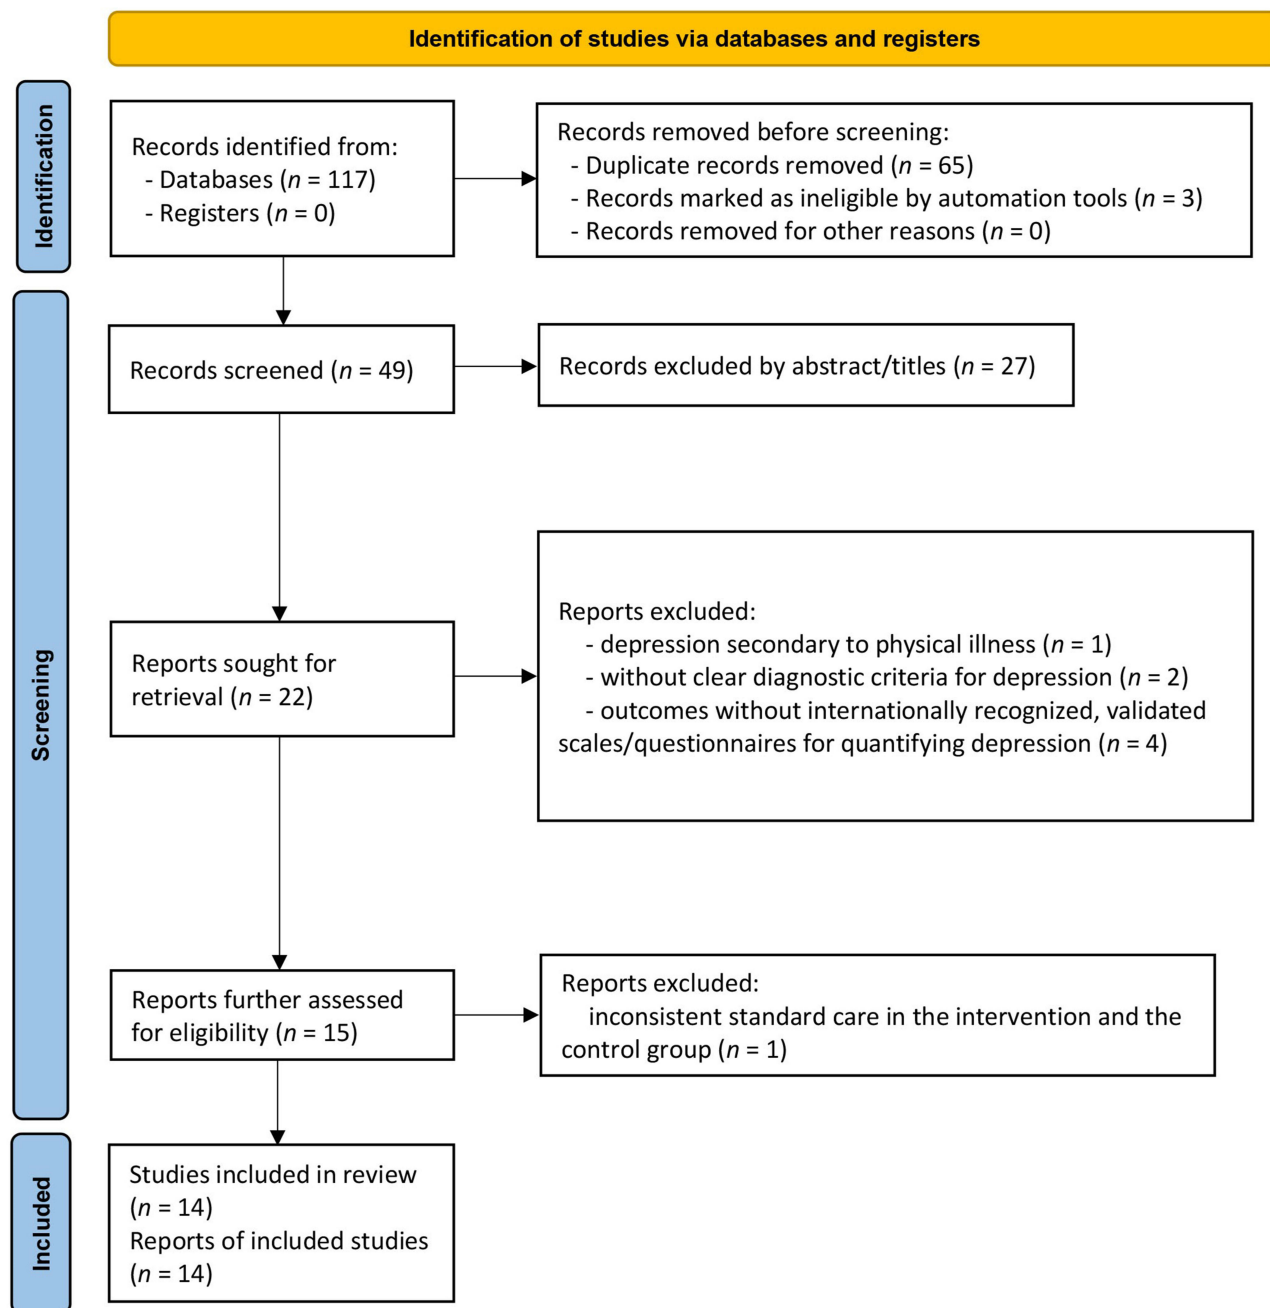 Identification of studies via databases and registers
Identification
Records identified from:
- Databases (n = 117)
- Registers (n = 0)
Records removed before screening:
- Duplicate records removed (n = 65)
- Records marked as ineligible by automation tools (n = 3)
- Records removed for other reasons (n = 0)
Screening
Records screened (n = 49)
Records excluded by abstract/titles (n = 27)
Reports sought for
retrieval (n = 22)
Reports excluded:
- depression secondary to physical illness (n = 1)
- without clear diagnostic criteria for depression (n = 2)
- outcomes without internationally recognized, validated
scales/questionnaires for quantifying depression (n = 4)
Reports further assessed
for eligibility (n = 15)
Reports excluded:
inconsistent standard care in the intervention and the
control group (n = 1)
Included
Studies included in review
(n = 14)
Reports of included studies
(n = 14)